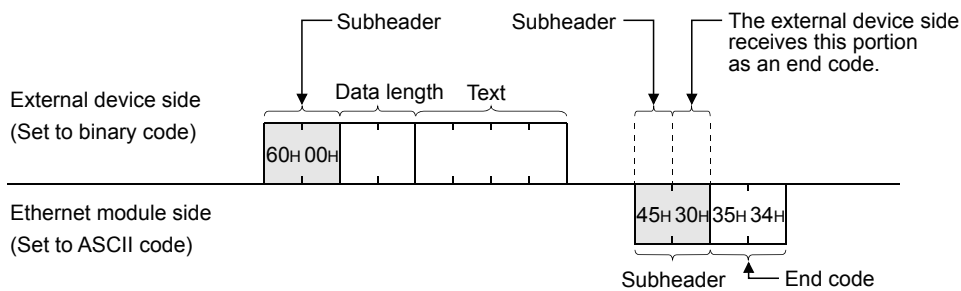 Subheader
Subheader
The external device side
receives this portion
as an end code.
External device side
(Set to binary code)
Data length
Text
60H 00H
Ethernet module side
(Set to ASCII code)
45H 30H 35H 34H
Subheader
End code